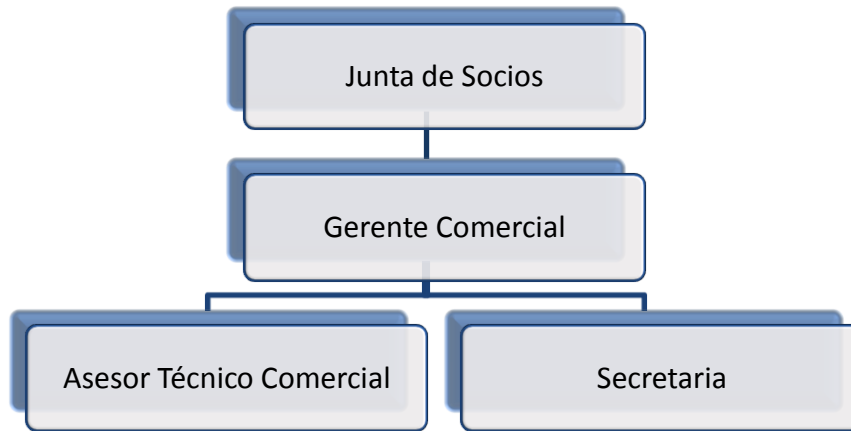 Junta de Socios
Gerente Comercial
Asesor Técnico Comercial
Secretaria